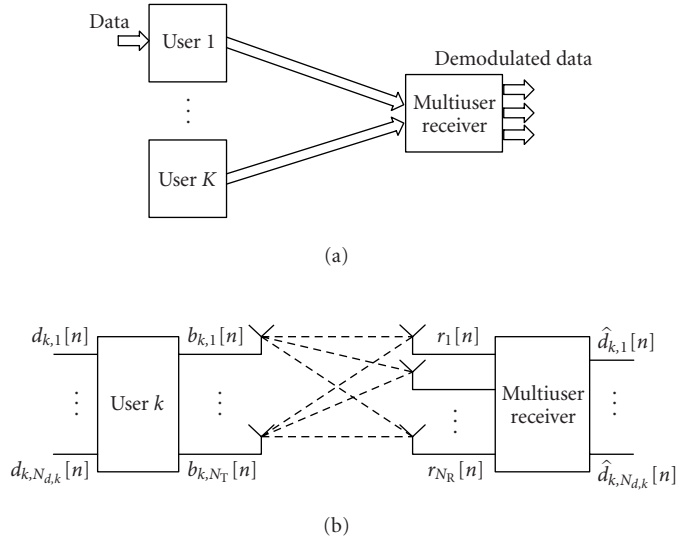 Data
User 1
⋮
User K
Multiuser
receiver
Demodulated data
(a)
d_{k,1}[n]
b_{k,1}[n]
r_1[n]
\hat{d}_{k,1}[n]
⋮
User k
⋮
⋮
Multiuser
receiver
⋮
d_{k,N_{d,k}}[n]
b_{k,N_T}[n]
r_{N_R}[n]
\hat{d}_{k,N_{d,k}}[n]
(b)